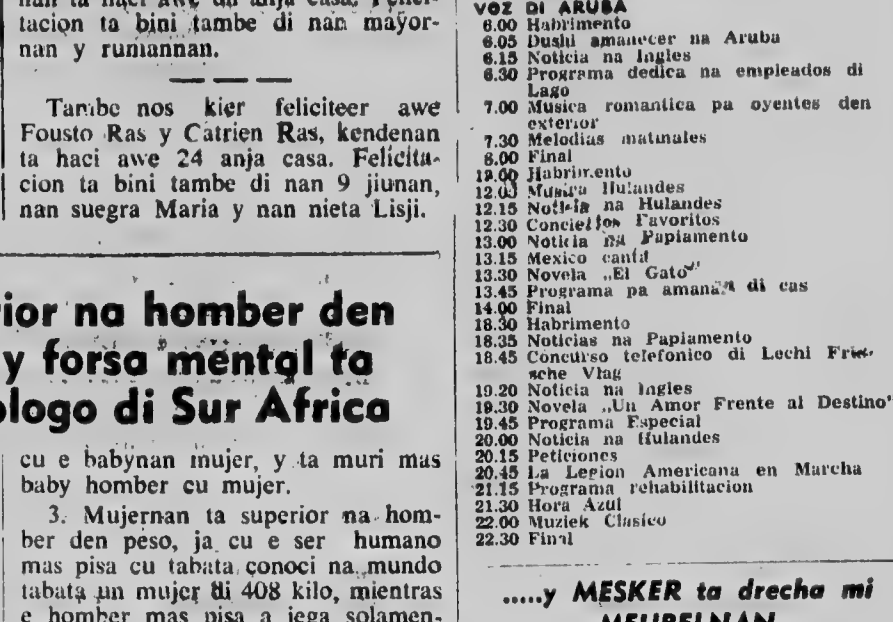 nan ta haci awe un anja casa. Felici-
tacion ta bini tambe di nan mayor-
nan y rumannan.
Tambe nos kier feliciteer awe
Fousto Ras y Catrien Ras, kendenan
ta haci awe 24 anja casa. Felicita-
cion ta bini tambe di nan 9 jiunan,
nan suegra Maria y nan nieta Lisji.
ior na homber den
y forsa mental ta
ologo di Sur Africa
cu e babynan mujer, y ta muri mas
baby homber cu mujer.
3. Mujernan ta superior na hom-
ber den peso, ja cu e ser humano
mas pisa cu tabata conoci na mundo
tabata un mujer di 408 kilo, mientras
e homber mas pisa a jega solamen-
VOZ DI ARUBA
6.00 Habrimento
6.05 Dushi amanecer na Aruba
6.15 Noticia na Ingles
6.30 Programa dedica na empleados di
Lago
7.00 Musica romantica pa oyentes den
exterior
7.30 Melodias matinales
8.00 Final
12.00 Habrimento
12.03 Musica Hulandes
12.15 Noticia na Hulandes
12.30 Conciertos Favoritos
13.00 Noticia na Papiamento
13.15 Mexico canta
13.30 Novela „El Gato”
13.45 Programa pa amanan di cas
14.00 Final
18.30 Habrimento
18.35 Noticias na Papiamento
18.45 Concurso telefonico di Lechi Frie-
sche Vlag
19.20 Noticia na Ingles
19.30 Novela „Un Amor Frente al Destino’
19.45 Programa Especial
20.00 Noticia na Hulandes
20.15 Peticiones
20.45 La Legion Americana en Marcha
21.15 Programa rehabilitacion
21.30 Hora Azul
22.00 Muziek Clasico
22.30 Final
.....y MESKER ta drecha mi
MEUBELNAN